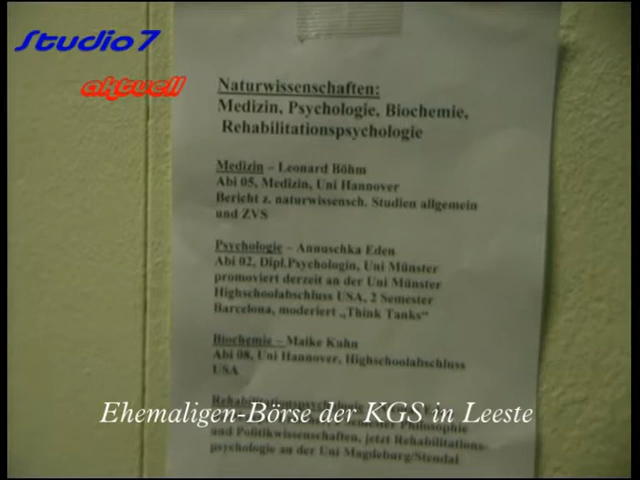 Studio7
aktuell
Naturwissenschaften:
Medizin, Psychologie, Biochemie,
Rehabilitationspsychologie
Medizin – Leonard Böhm
Abi 05, Medizin, Uni Hannover
Bericht z. naturwissensch. Studien allgemein
und ZVS
Psychologie – Annuschka Eden
Abi 02, Dipl.Psychologin, Uni Münster
promoviert derzeit an der Uni Münster
Highschoolabschluss USA, 2 Semester
Barcelona, moderiert „Think Tanks“
Biochemie – Maike Kuhn
Abi 08, Uni Hannover, Highschoolabschluss
USA
Rehabilitationspsychologie
Ehemaligen-Börse der KGS in Leeste
Semester Philosophie
und Politikwissenschaften, jetzt Rehabilitations-
psychologie an der Uni Magdeburg/Stendal